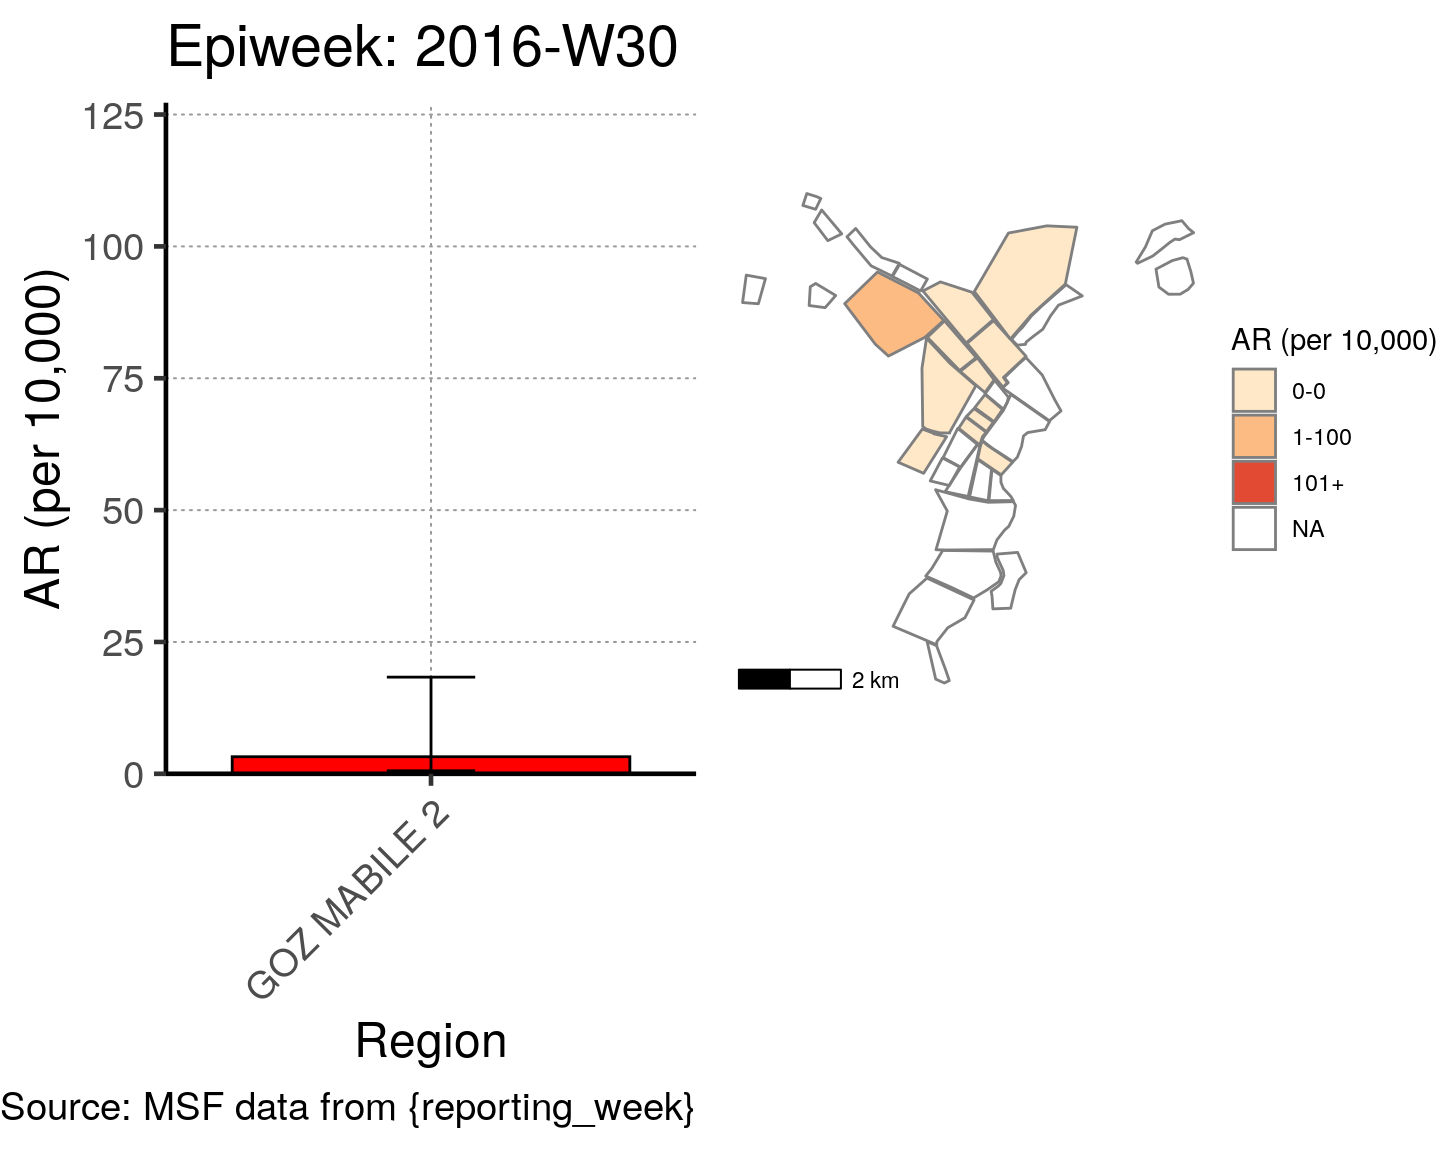 Epiweek: 2016-W30
AR (per 10,000)
125
100
75
50
25
0
GOZ MABILE 2
Region
Source: MSF data from {reporting_week}
2 km
AR (per 10,000)
0-0
1-100
101+
NA